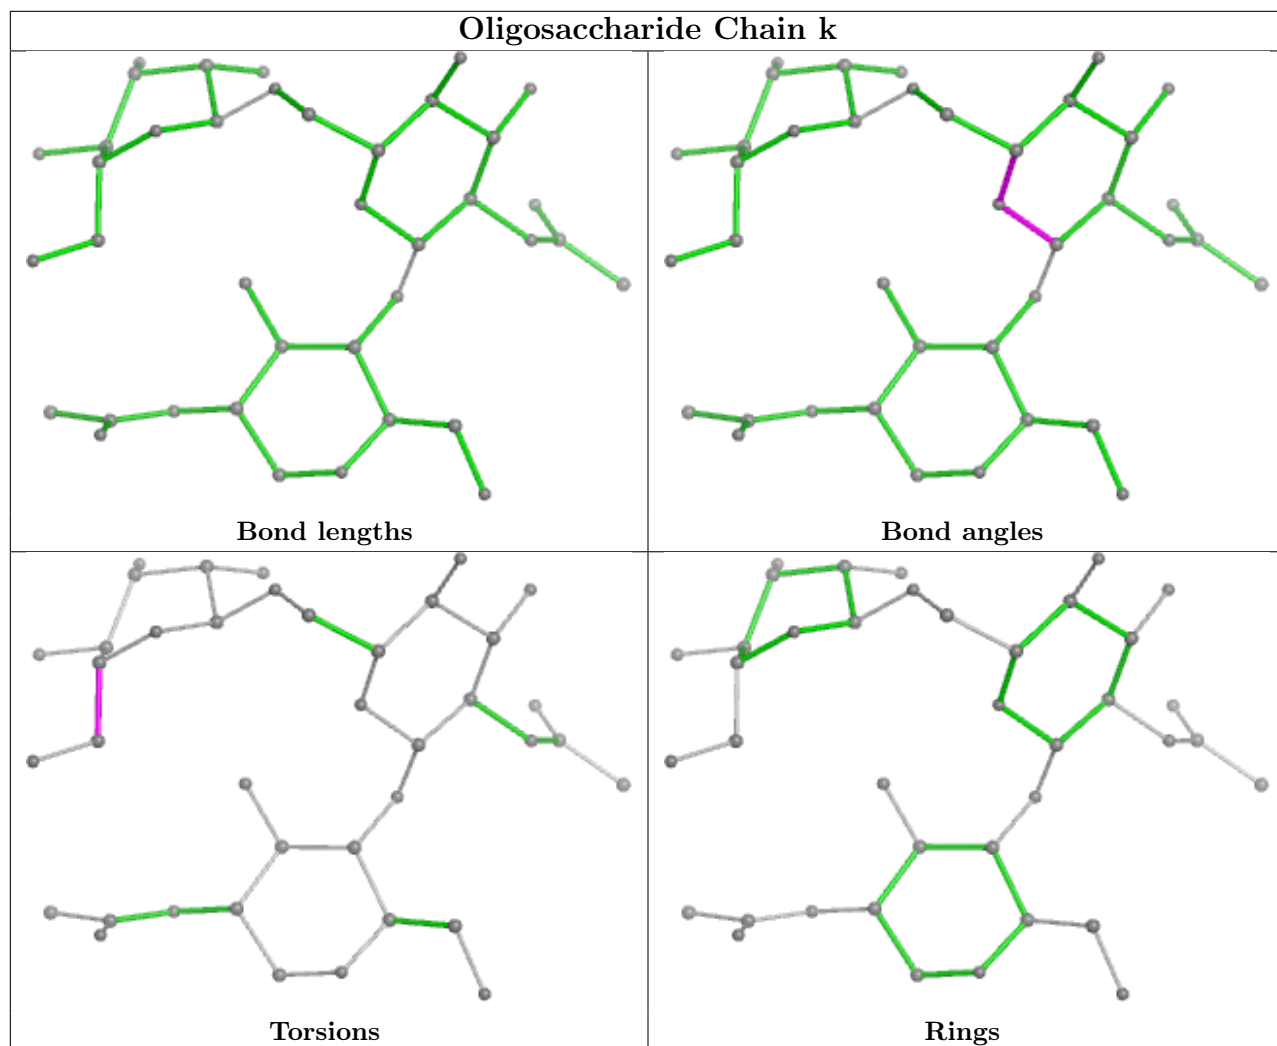 Oligosaccharide Chain k
Bond lengths
Bond angles
Torsions
Rings